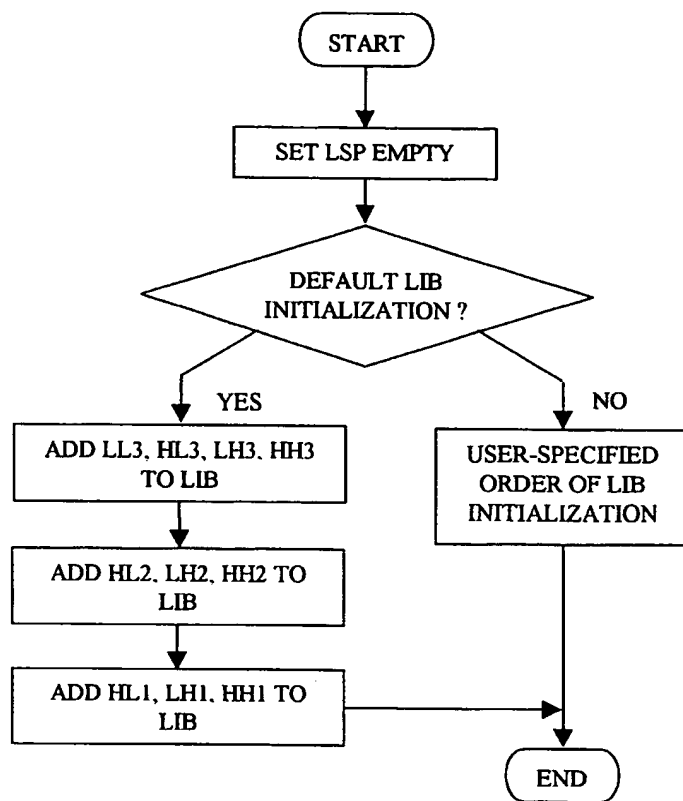 START
SET LSP EMPTY
DEFAULT LIB
INITIALIZATION ?
YES
NO
ADD LL3, HL3, LH3, HH3
TO LIB
USER-SPECIFIED
ORDER OF LIB
INITIALIZATION
ADD HL2, LH2, HH2 TO
LIB
ADD HL1, LH1, HH1 TO
LIB
END